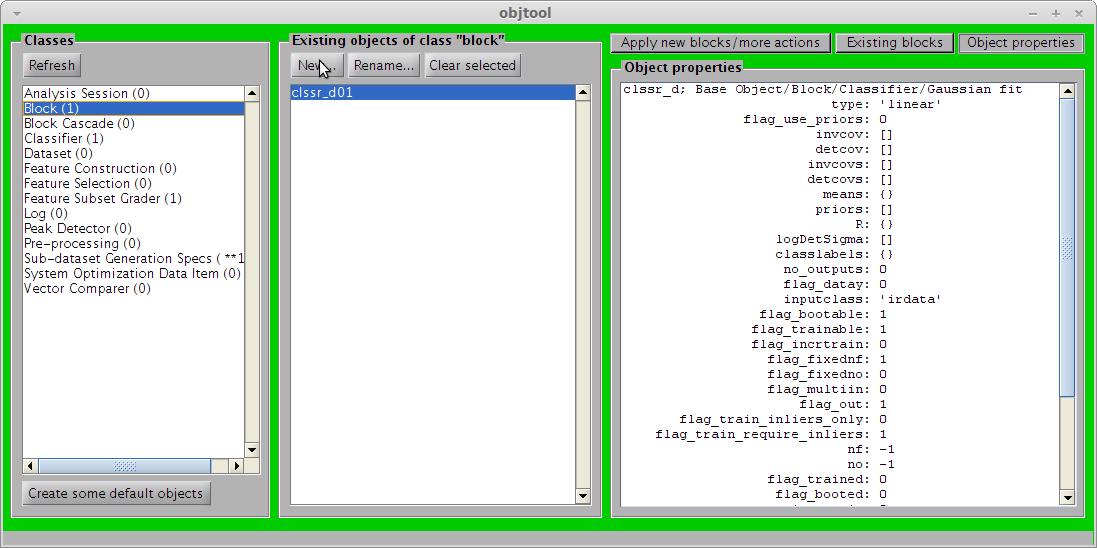 objtool
Classes
Refresh
Analysis Session (0)
Block (1)
Block Cascade (0)
Classifier (1)
Dataset (0)
Feature Construction (0)
Feature Selection (0)
Feature Subset Grader (1)
Log (0)
Peak Detector (0)
Pre-processing (0)
Sub-dataset Generation Specs ( **1
System Optimization Data Item (0)
Vector Comparer (0)
Create some default objects
Existing objects of class "block"
New... Rename... Clear selected
clssr_d01
Apply new blocks/more actions Existing blocks Object properties
Object properties
clssr_d; Base Object/Block/Classifier/Gaussian fit
type: 'linear'
flag_use_priors: 0
invcov: []
detcov: []
invcovs: []
detcovs: []
means: {}
priors: []
R: {}
logDetSigma: []
classlabels: {}
no_outputs: 0
flag_datay: 0
inputclass: 'irdata'
flag_bootable: 1
flag_trainable: 1
flag_incrtrain: 0
flag_fixednf: 1
flag_fixedno: 0
flag_multiin: 0
flag_out: 1
flag_train_inliers_only: 0
flag_train_require_inliers: 1
nf: -1
no: -1
flag_trained: 0
flag_booted: 0